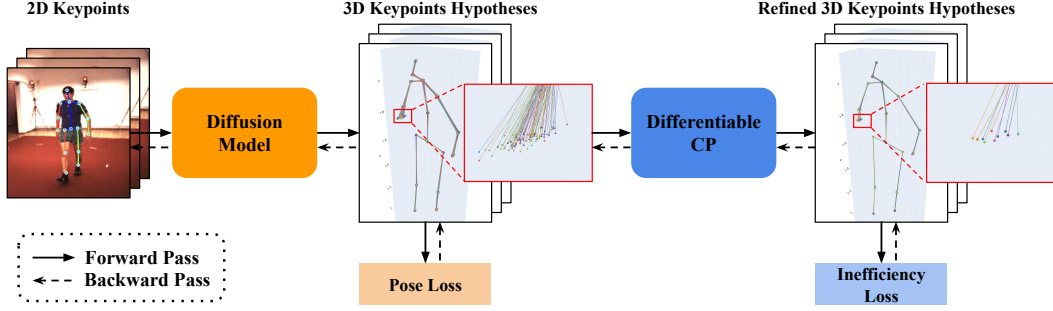 2D Keypoints
3D Keypoints Hypotheses
Refined 3D Keypoints Hypotheses
Diffusion
Model
Differentiable
CP
Forward Pass
Backward Pass
Pose Loss
Inefficiency
Loss